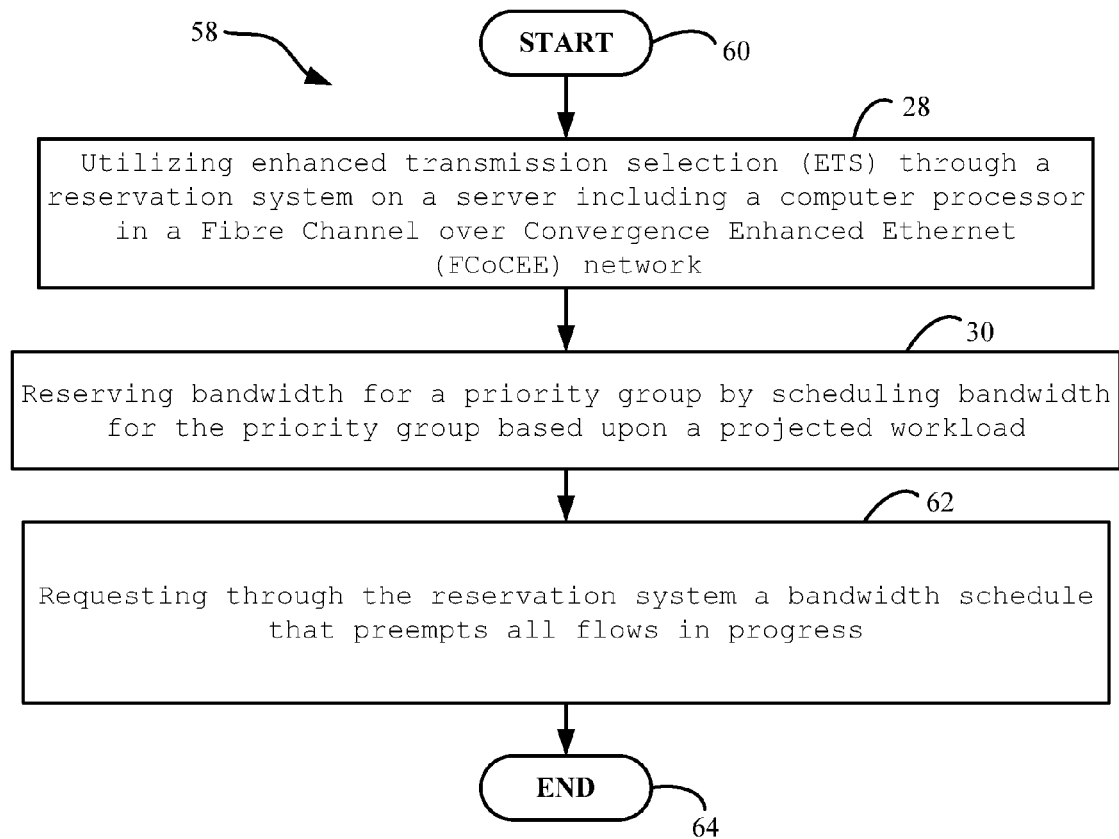 58
START
60
28
Utilizing enhanced transmission selection (ETS) through a
reservation system on a server including a computer processor
in a Fibre Channel over Convergence Enhanced Ethernet
(FCoCEE) network
30
Reserving bandwidth for a priority group by scheduling bandwidth
for the priority group based upon a projected workload
62
Requesting through the reservation system a bandwidth schedule
that preempts all flows in progress
END
64